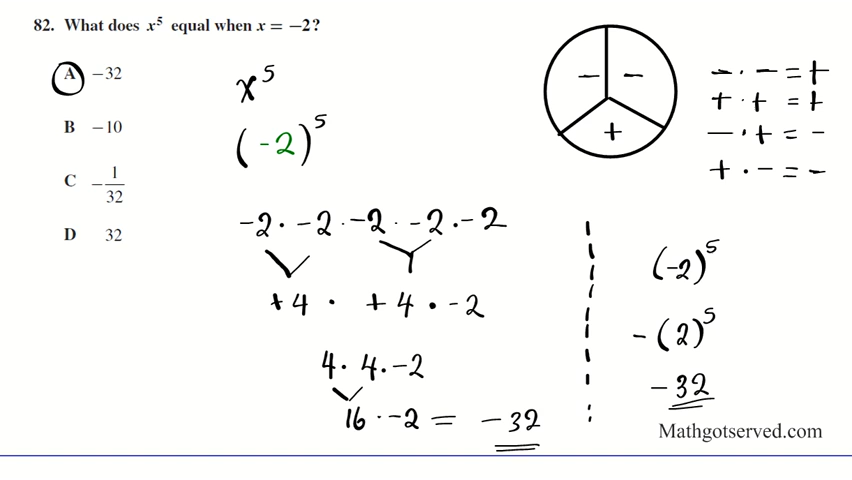 82. What does x⁵ equal when x = −2?
A −32
B −10
C −1/32
D 32
x⁵
(-2)⁵
-2 · -2 · -2 · -2 · -2
+4 · +4 · -2
4 · 4 · -2
16 · -2 = -32
− −
+
− · − = +
+ · + = +
− · + = −
+ · − = −
(-2)⁵
-(2)⁵
-32
Mathgotserved.com